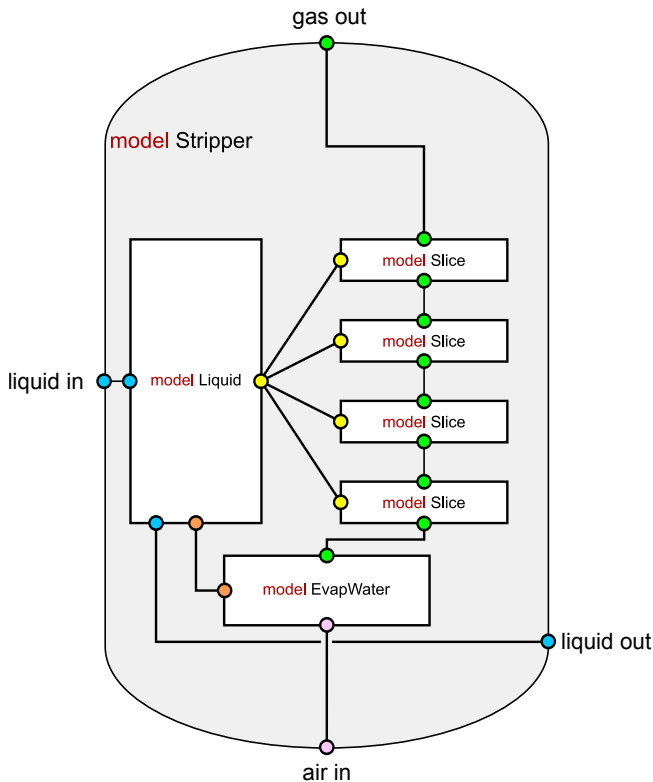 gas out
model Stripper
model Slice
model Slice
liquid in
model Liquid
model Slice
model Slice
model EvapWater
liquid out
air in